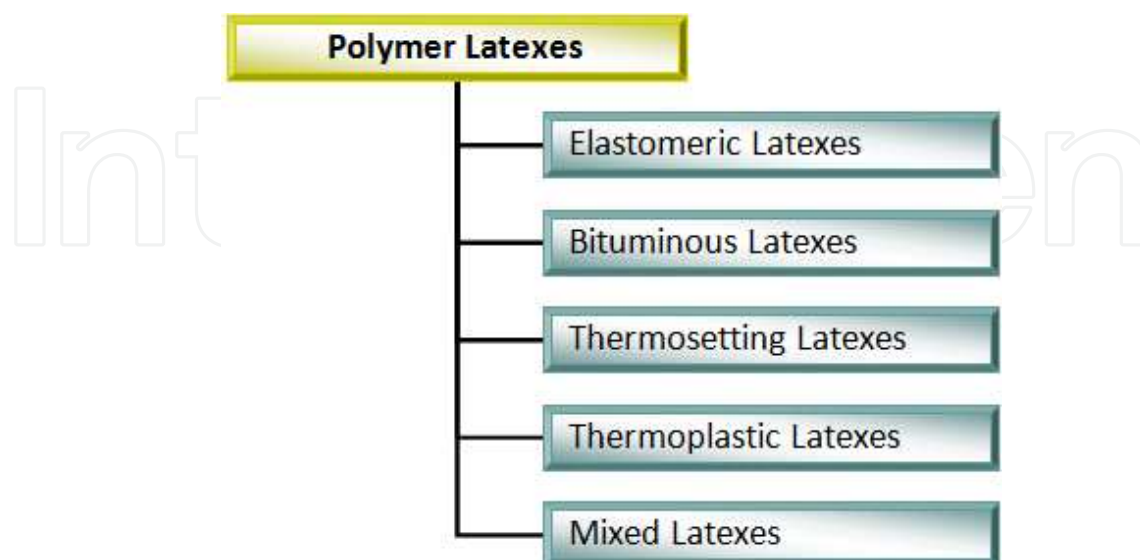 Polymer Latexes
Elastomeric Latexes
Bituminous Latexes
Thermosetting Latexes
Thermoplastic Latexes
Mixed Latexes